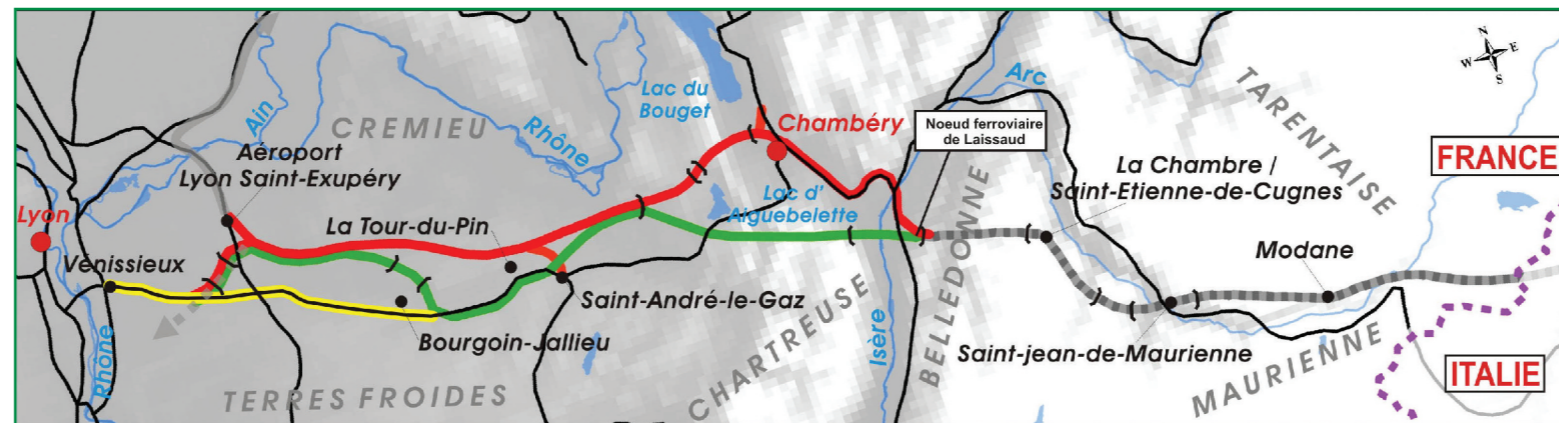 N
W E
S
Lac du
Bouget
Arc
TARENTAISE
Ain
CREMIEU
Rhône
Chambéry
Noeud ferroviaire
de Laissaud
FRANCE
Aéroport
Lyon Saint-Exupéry
La Chambre /
Saint-Etienne-de-Cugnes
Lyon
Lac d'
Aiguebelette
La Tour-du-Pin
BELLEDONNE
Modane
Vénissieux
Saint-André-le-Gaz
CHARTREUSE
Isère
Rhône
Bourgoin-Jallieu
Saint-jean-de-Maurienne
MAURIENNE
ITALIE
TERRES FROIDES